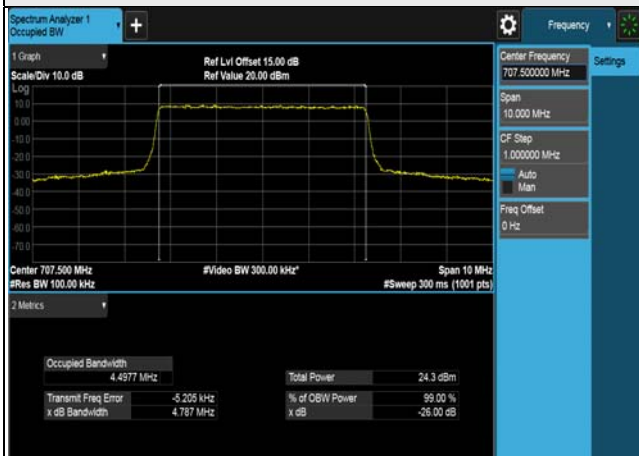 Spectrum Analyzer 1
Occupied BW
Frequency
1 Graph
Ref Lvl Offset 15.00 dB
Scale/Div 10.0 dB
Ref Value 20.00 dBm
Log
10.0
0.00
-10.0
-20.0
-30.0
-40.0
-50.0
-60.0
-70.0
Center 707.500 MHz
#Video BW 300.00 kHz*
Span 10 MHz
#Res BW 100.00 kHz
#Sweep 300 ms (1001 pts)
Center Frequency
707.500000 MHz
Settings
Span
10.000 MHz
CF Step
1.000000 MHz
Auto
Man
Freq Offset
0 Hz
2 Metrics
Occupied Bandwidth
4.4977 MHz
Total Power 24.3 dBm
Transmit Freq Error -5.205 kHz
% of OBW Power 99.00 %
x dB Bandwidth 4.787 MHz
x dB -26.00 dB